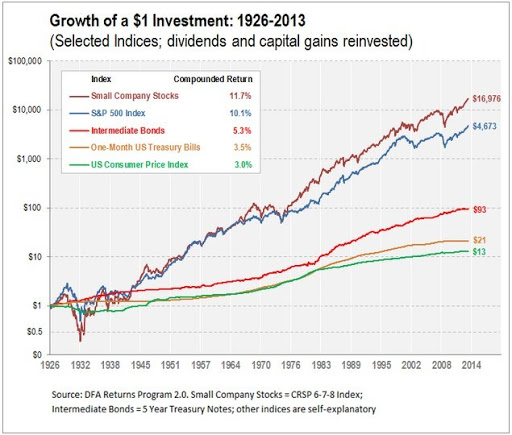 Growth of a $1 Investment: 1926-2013
(Selected Indices; dividends and capital gains reinvested)
$100,000
$10,000
$1,000
$100
$10
$1
$0.5
$0
Index Compounded Return
Small Company Stocks 11.7%
S&P 500 Index 10.1%
Intermediate Bonds 5.3%
One-Month US Treasury Bills 3.5%
US Consumer Price Index 3.0%
$16,976
$4,673
$93
$21
$13
1926 1932 1938 1945 1951 1957 1964 1970 1976 1983 1989 1995 2002 2008 2014
Source: DFA Returns Program 2.0. Small Company Stocks = CRSP 6-7-8 Index;
Intermediate Bonds = 5 Year Treasury Notes; other indices are self-explanatory